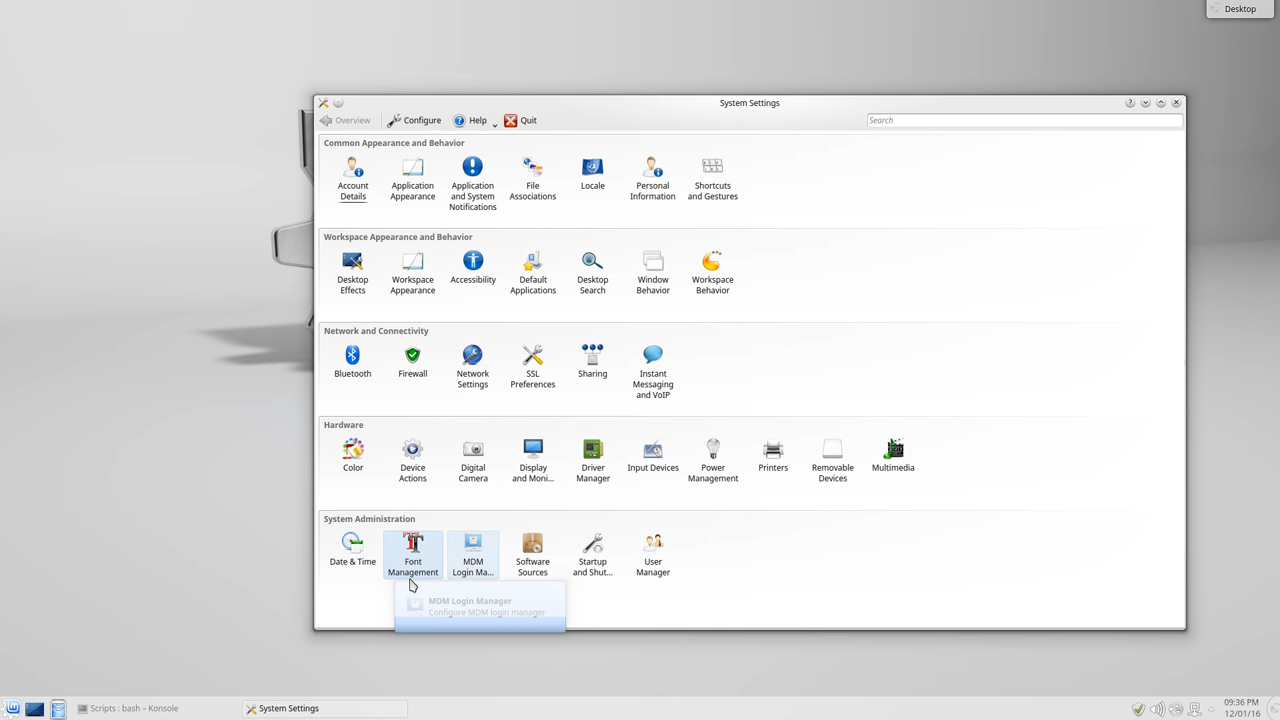 Desktop
System Settings
Overview Configure Help Quit Search
Common Appearance and Behavior
Account Details
Application Appearance
Application and System Notifications
File Associations
Locale
Personal Information
Shortcuts and Gestures
Workspace Appearance and Behavior
Desktop Effects
Workspace Appearance
Accessibility
Default Applications
Desktop Search
Window Behavior
Workspace Behavior
Network and Connectivity
Bluetooth
Firewall
Network Settings
SSL Preferences
Sharing
Instant Messaging and VoIP
Hardware
Color
Device Actions
Digital Camera
Display and Moni...
Driver Manager
Input Devices
Power Management
Printers
Removable Devices
Multimedia
System Administration
Date & Time
Font Management
MDM Login Ma...
Software Sources
Startup and Shut...
User Manager
MDM Login Manager
Configure MDM login manager
Scripts : bash – Konsole
System Settings
09:36 PM
12/01/16